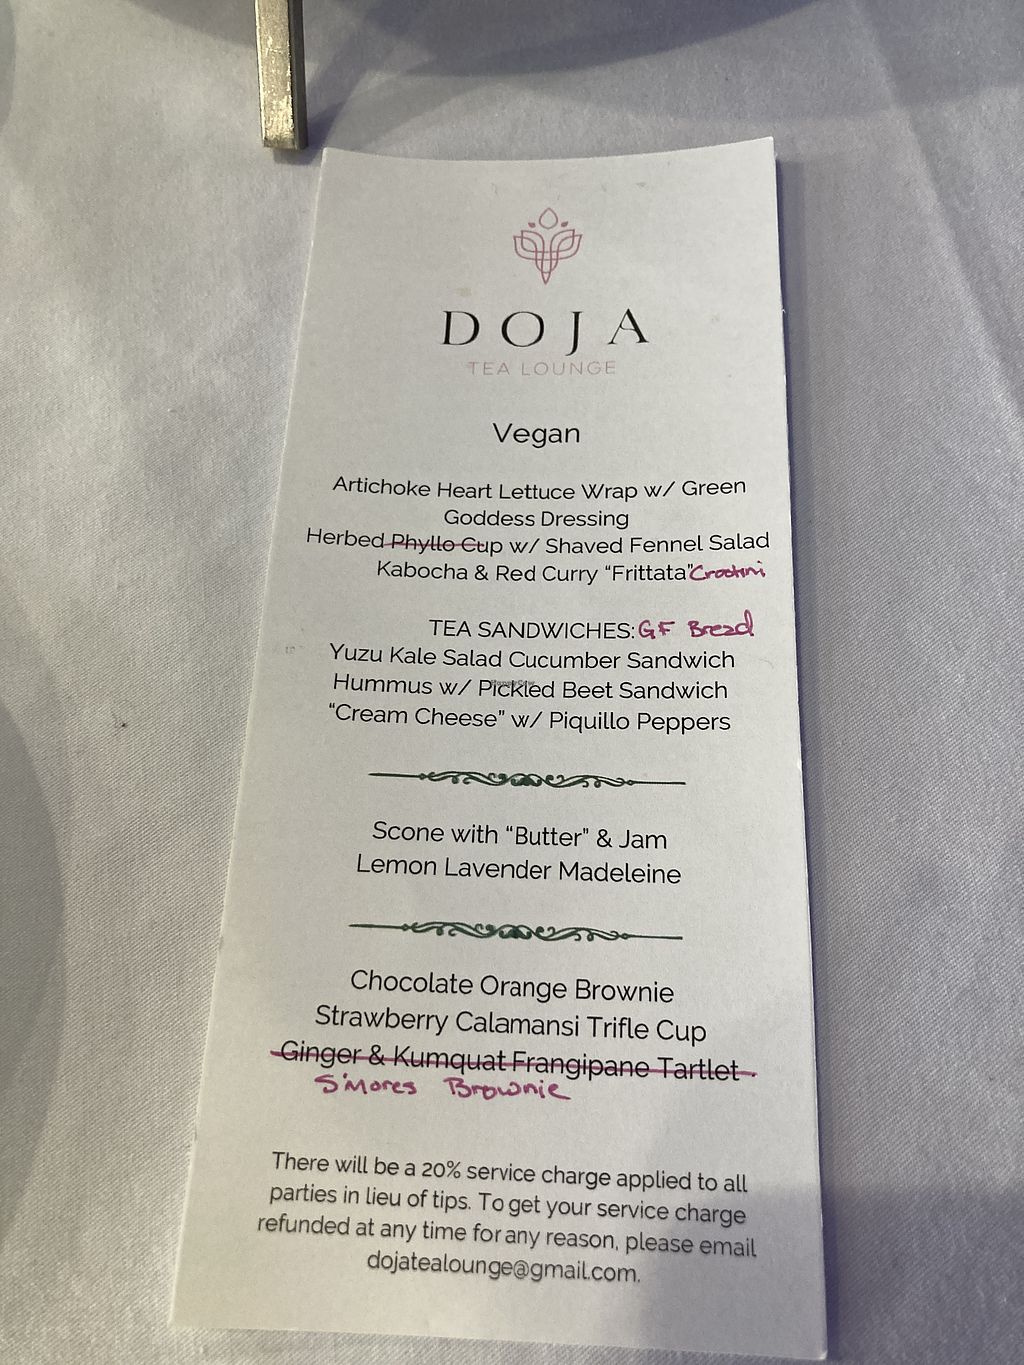 DOJA
TEA LOUNGE
Vegan
Artichoke Heart Lettuce Wrap w/ Green
Goddess Dressing
Herbed Phyllo Cup w/ Shaved Fennel Salad
Kabocha & Red Curry “Frittata” Crostini
TEA SANDWICHES: GF Bread
Yuzu Kale Salad Cucumber Sandwich
Hummus w/ Pickled Beet Sandwich
“Cream Cheese” w/ Piquillo Peppers
Scone with “Butter” & Jam
Lemon Lavender Madeleine
Chocolate Orange Brownie
Strawberry Calamansi Trifle Cup
Ginger & Kumquat Frangipane Tartlet
S'mores Brownie
There will be a 20% service charge applied to all
parties in lieu of tips. To get your service charge
refunded at any time for any reason, please email
dojatealounge@gmail.com.